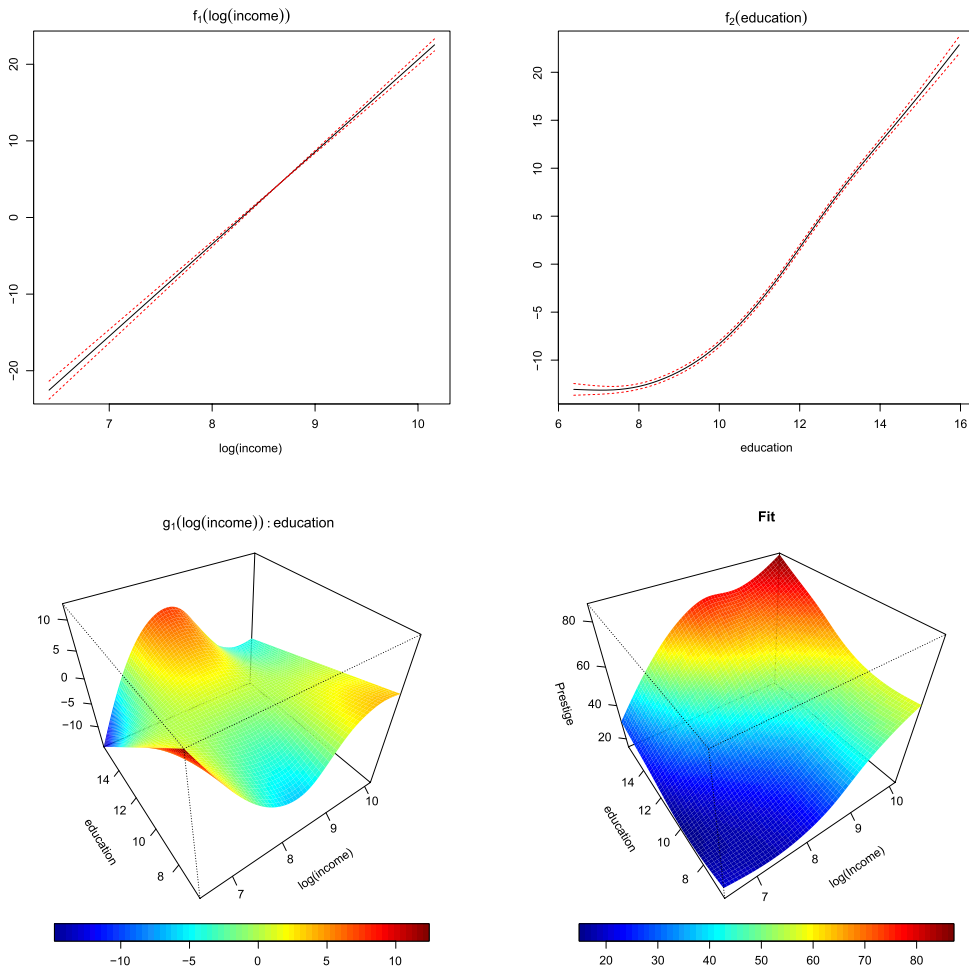 f₁(log(income))
20
10
0
−10
−20
7 8 9 10
log(income)
f₂(education)
20
15
10
5
0
−5
−10
6 8 10 12 14 16
education
g₁(log(income)) : education
10
5
0
−5
−10
14
12
10
8
education
7
8
9
10
log(income)
−10 −5 0 5 10
Fit
80
60
40
20
Prestige
14
12
10
8
education
7
8
9
10
log(Income)
20 30 40 50 60 70 80